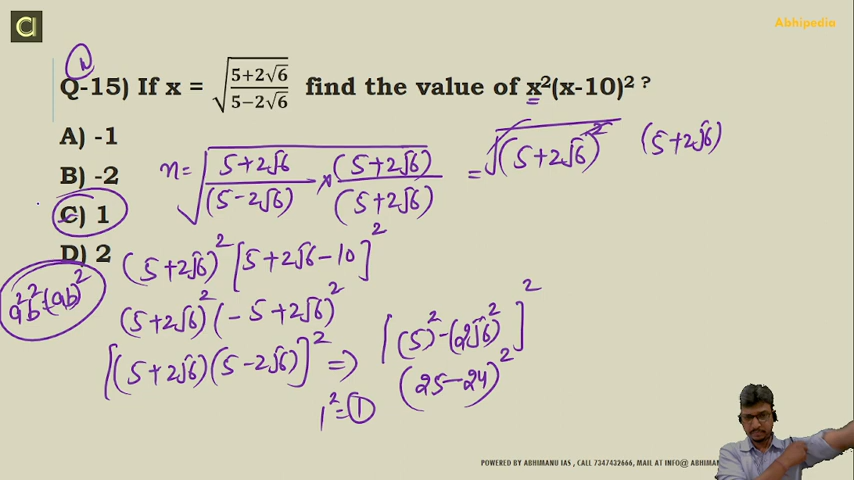 Abhipedia
Q-15) If x = √(5+2√6 / 5−2√6) find the value of x²(x-10)² ?
A) -1
B) -2
C) 1
D) 2
n = √((5+2√6)/(5-2√6) × (5+2√6)/(5+2√6)) = √(5+2√6)² (5+2√6)
(5+2√6)² [5+2√6-10]²
a²b²=(ab)²
(5+2√6)² (-5+2√6)²
[(5+2√6)(5-2√6)]² ⇒ [(5)²-(2√6)²]²
(25-24)²
1²=1
POWERED BY ABHIMANU IAS , CALL 7347432666, MAIL AT INFO@